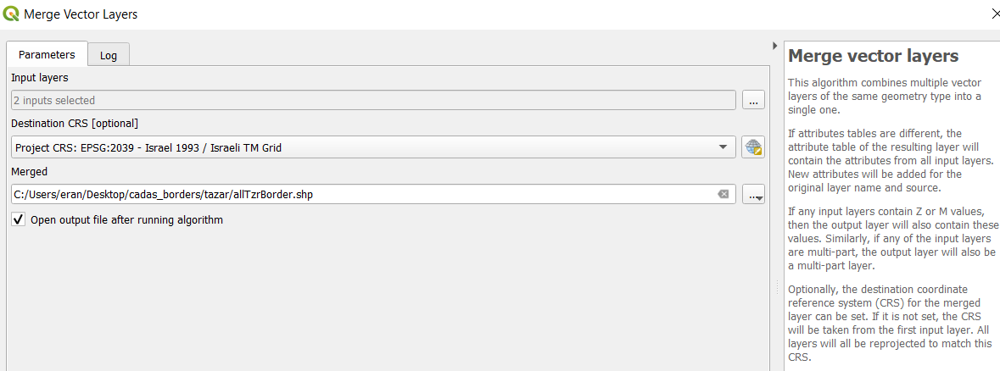 Merge Vector Layers
Parameters
Log
Input layers
2 inputs selected
...
Destination CRS [optional]
Project CRS: EPSG:2039 - Israel 1993 / Israeli TM Grid
Merged
C:/Users/eran/Desktop/cadas_borders/tazar/allTzrBorder.shp
...
Open output file after running algorithm
Merge vector layers
This algorithm combines multiple vector
layers of the same geometry type into a
single one.
If attributes tables are different, the
attribute table of the resulting layer will
contain the attributes from all input layers.
New attributes will be added for the
original layer name and source.
If any input layers contain Z or M values,
then the output layer will also contain these
values. Similarly, if any of the input layers
are multi-part, the output layer will also be
a multi-part layer.
Optionally, the destination coordinate
reference system (CRS) for the merged
layer can be set. If it is not set, the CRS
will be taken from the first input layer. All
layers will all be reprojected to match this
CRS.